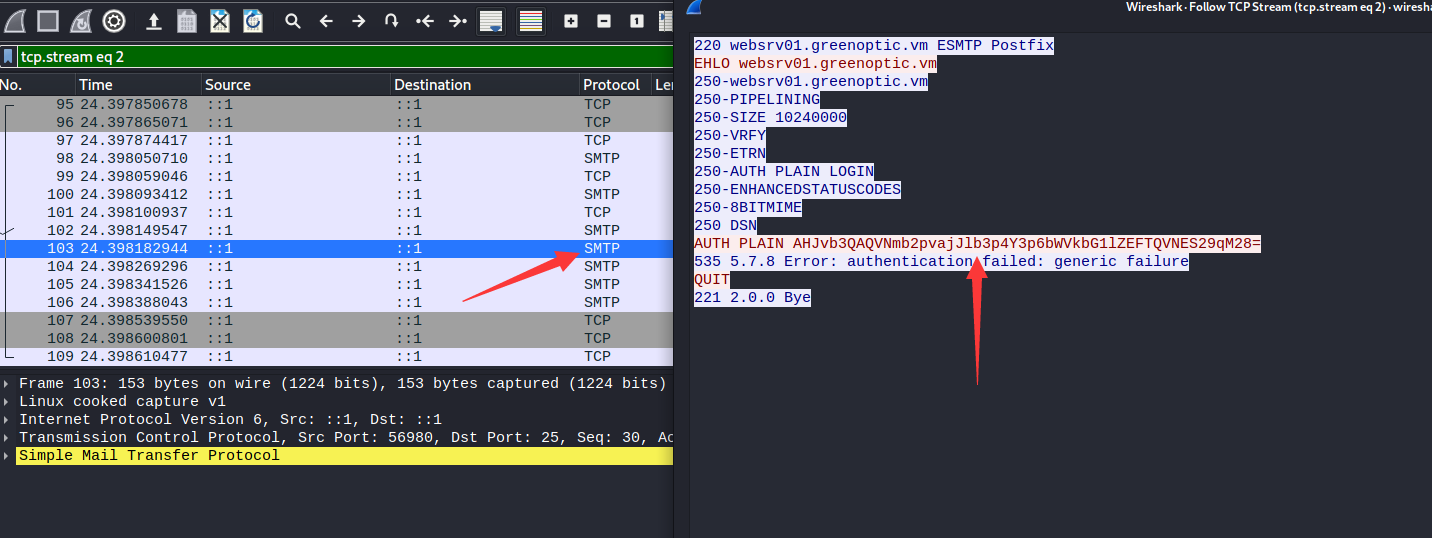 Wireshark · Follow TCP Stream (tcp.stream eq 2) · wiresh
tcp.stream eq 2
No. Time Source Destination Protocol Le
95 24.397850678 ::1 ::1 TCP
96 24.397865071 ::1 ::1 TCP
97 24.397874417 ::1 ::1 TCP
98 24.398050710 ::1 ::1 SMTP
99 24.398059046 ::1 ::1 TCP
100 24.398093412 ::1 ::1 SMTP
101 24.398100937 ::1 ::1 TCP
102 24.398149547 ::1 ::1 SMTP
103 24.398182944 ::1 ::1 SMTP
104 24.398269296 ::1 ::1 SMTP
105 24.398341526 ::1 ::1 SMTP
106 24.398388043 ::1 ::1 SMTP
107 24.398539550 ::1 ::1 TCP
108 24.398600801 ::1 ::1 TCP
109 24.398610477 ::1 ::1 TCP
Frame 103: 153 bytes on wire (1224 bits), 153 bytes captured (1224 bits)
Linux cooked capture v1
Internet Protocol Version 6, Src: ::1, Dst: ::1
Transmission Control Protocol, Src Port: 56980, Dst Port: 25, Seq: 30, Ac
Simple Mail Transfer Protocol
220 websrv01.greenoptic.vm ESMTP Postfix
EHLO websrv01.greenoptic.vm
250-websrv01.greenoptic.vm
250-PIPELINING
250-SIZE 10240000
250-VRFY
250-ETRN
250-AUTH PLAIN LOGIN
250-ENHANCEDSTATUSCODES
250-8BITMIME
250 DSN
AUTH PLAIN AHJvb3QAQVNmb2pvajJlb3p4Y3p6bWVkbG1lZEFTQVNES29qM28=
535 5.7.8 Error: authentication failed: generic failure
QUIT
221 2.0.0 Bye